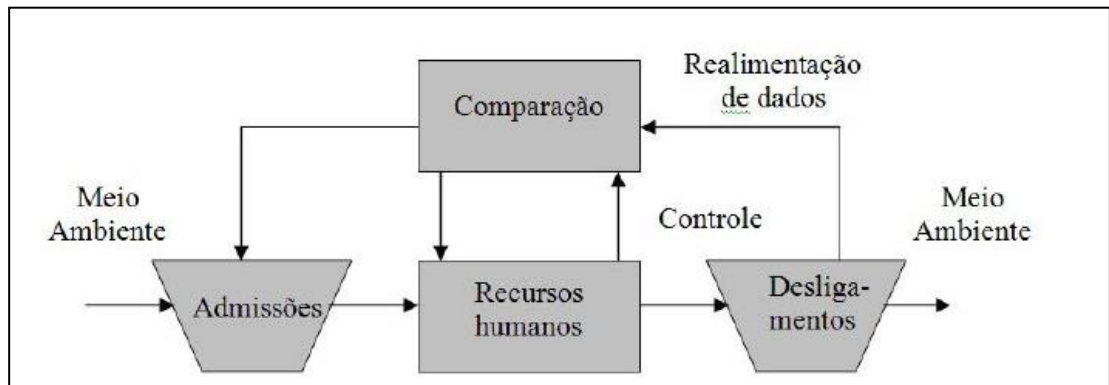 Realimentação
de dados
Comparação
Meio
Ambiente
Controle
Meio
Ambiente
Admissões
Recursos
humanos
Desliga-
mentos